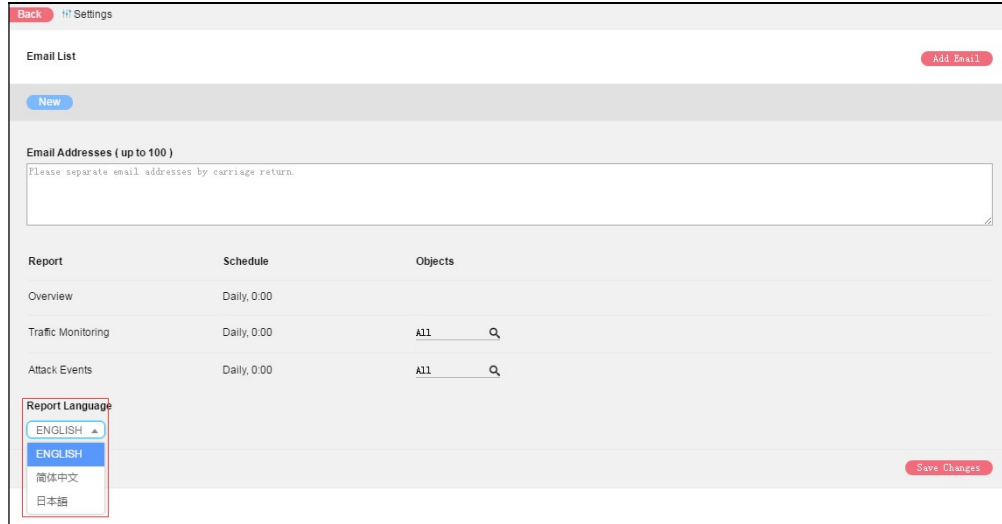 Back Settings
Email List Add Email
New
Email Addresses ( up to 100 )
Please separate email addresses by carriage return.
Report Schedule Objects
Overview Daily, 0:00
Traffic Monitoring Daily, 0:00 All
Attack Events Daily, 0:00 All
Report Language
ENGLISH
ENGLISH
Save Changes
简体中文
日本語